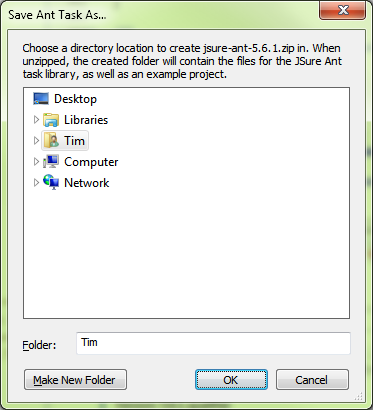 Save Ant Task As...
Choose a directory location to create jsure-ant-5.6.1.zip in. When
unzipped, the created folder will contain the files for the JSure Ant
task library, as well as an example project.
Desktop
Libraries
Tim
Computer
Network
Folder: Tim
Make New Folder OK Cancel